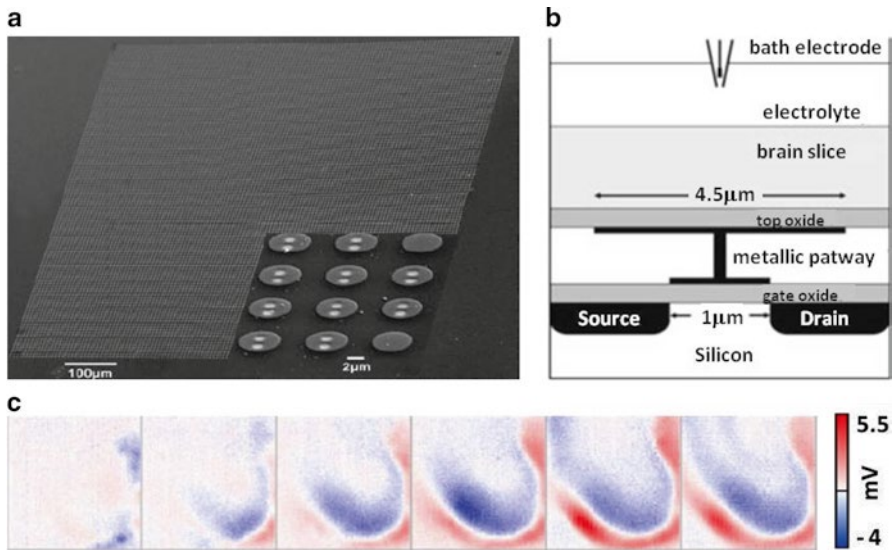 a
100μm
2μm
b
bath electrode
electrolyte
brain slice
4.5μm
top oxide
metallic patway
gate oxide
Source
1μm
Drain
Silicon
c
5.5
mV
- 4